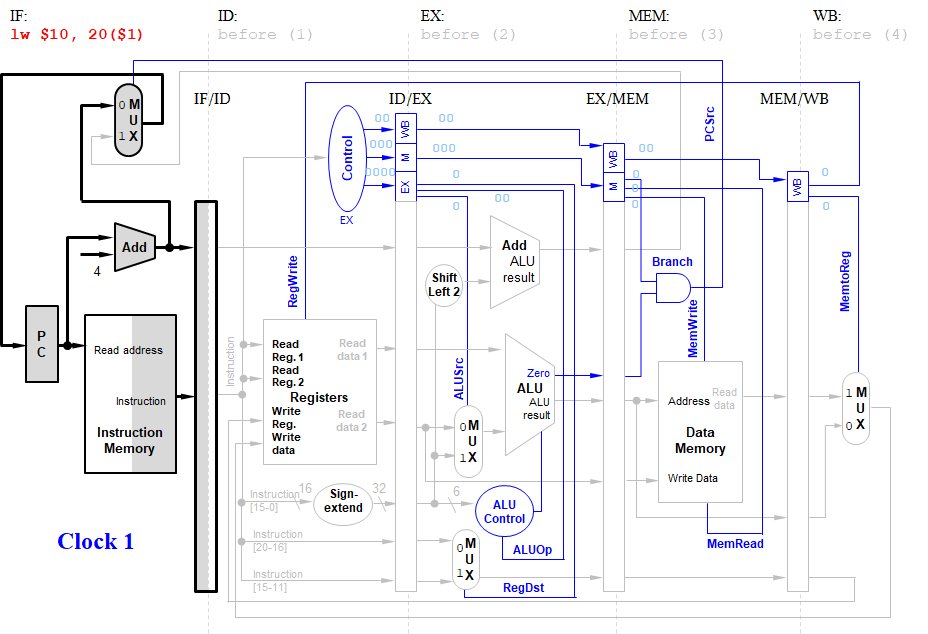 IF:
ID:
EX:
MEM:
WB:
lw $10, 20($1)
before (1)
before (2)
before (3)
before (4)
IF/ID
ID/EX
EX/MEM
MEM/WB
0 M
U
1 X
PCSrc
Control
EX
00
000
0000
WB
M
EX
00
000
0
0
00
WB
M
00
0
0
0
WB
0
0
Add
4
Add
ALU
result
Shift
Left 2
Branch
RegWrite
MemWrite
MemtoReg
P
C
Read address
Instruction
Instruction
Memory
Instruction
Read
Reg. 1
Read
Reg. 2
Registers
Write
Reg.
Write
data
Read
data 1
Read
data 2
ALUSrc
0 M
U
1 X
Zero
ALU
ALU
result
Address
Read
data
Data
Memory
Write Data
1 M
U
0 X
Instruction
[15-0]
16
Sign-
extend
32
6
ALU
Control
ALUOp
Instruction
[20-16]
Instruction
[15-11]
0 M
U
1 X
RegDst
MemRead
Clock 1